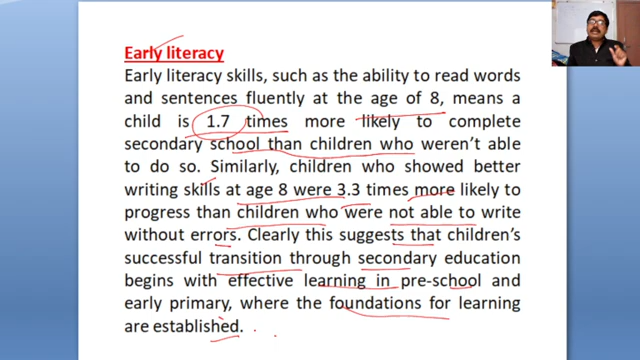 Early literacy
Early literacy skills, such as the ability to read words
and sentences fluently at the age of 8, means a
child is 1.7 times more likely to complete
secondary school than children who weren't able
to do so. Similarly, children who showed better
writing skills at age 8 were 3.3 times more likely to
progress than children who were not able to write
without errors. Clearly this suggests that children's
successful transition through secondary education
begins with effective learning in pre-school and
early primary, where the foundations for learning
are established.